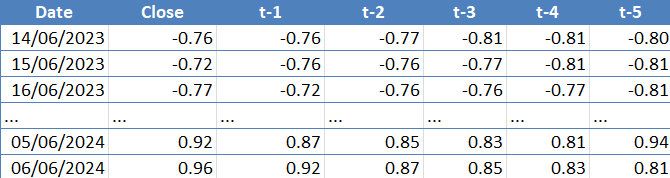 Date Close t-1 t-2 t-3 t-4 t-5
14/06/2023 -0.76 -0.76 -0.77 -0.81 -0.81 -0.80
15/06/2023 -0.72 -0.76 -0.76 -0.77 -0.81 -0.81
16/06/2023 -0.77 -0.72 -0.76 -0.76 -0.77 -0.81
... ... ... ... ... ... ...
05/06/2024 0.92 0.87 0.85 0.83 0.81 0.94
06/06/2024 0.96 0.92 0.87 0.85 0.83 0.81